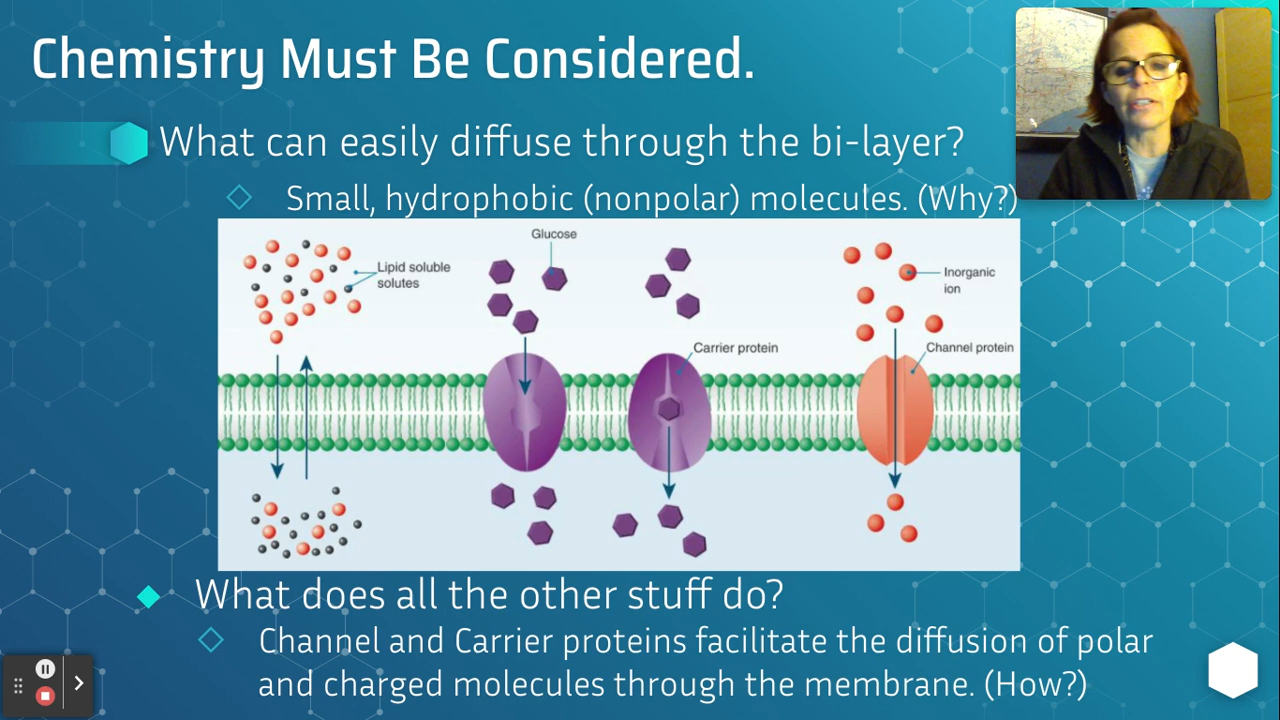 Chemistry Must Be Considered.
What can easily diffuse through the bi-layer?
Small, hydrophobic (nonpolar) molecules. (Why?)
Glucose
Lipid soluble
solutes
Inorganic
ion
Carrier protein
Channel protein
What does all the other stuff do?
Channel and Carrier proteins facilitate the diffusion of polar
and charged molecules through the membrane. (How?)